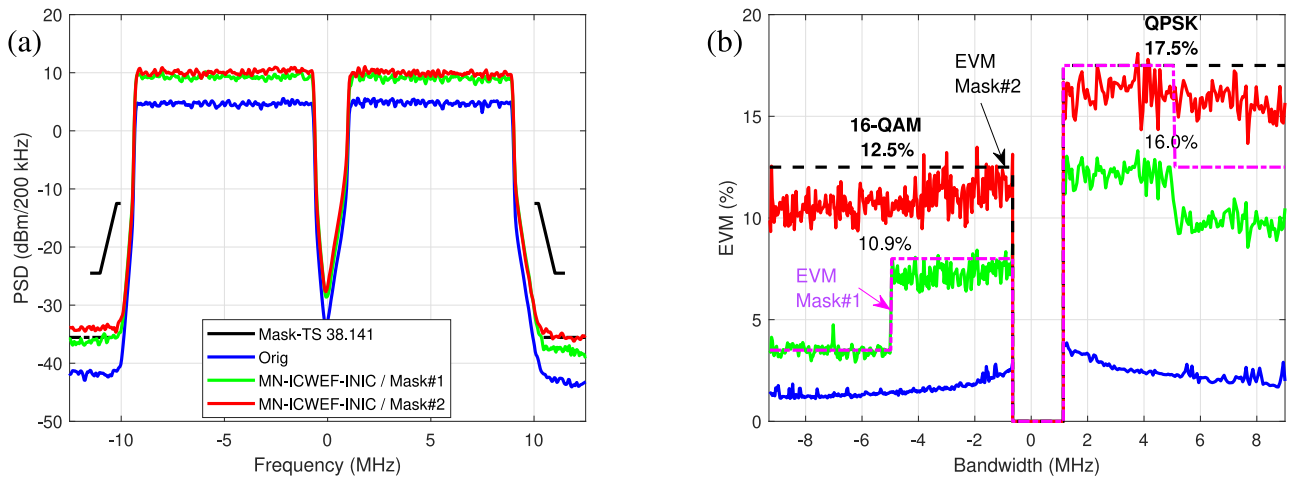 (a)
PSD (dBm/200 kHz)
20
10
0
-10
-20
-30
-40
-50
Mask-TS 38.141
Orig
MN-ICWEF-INIC / Mask#1
MN-ICWEF-INIC / Mask#2
-10
-5
0
5
10
Frequency (MHz)
(b)
EVM (%)
20
15
10
5
0
QPSK
17.5%
EVM
Mask#2
16-QAM
12.5%
16.0%
10.9%
EVM
Mask#1
-8
-6
-4
-2
0
2
4
6
8
Bandwidth (MHz)